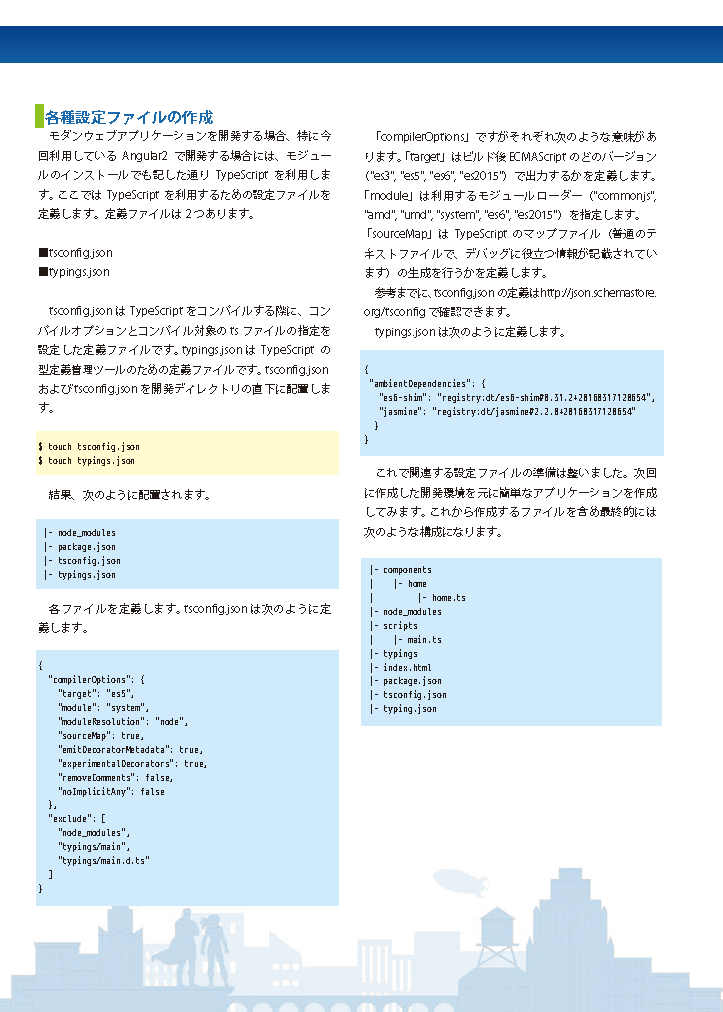 各種設定ファイルの作成
モダンウェブアプリケーションを開発する場合、特に今
回利用している Angular2 で開発する場合には、モジュー
ルのインストールでも記した通り TypeScript を利用しま
す。ここでは TypeScript を利用するための設定ファイルを
定義します。定義ファイルは 2 つあります。
■tsconfig.json
■typings.json
tsconfig.json は TypeScript をコンパイルする際に、コン
パイルオプションとコンパイル対象の ts ファイルの指定を
設定した定義ファイルです。typings.json は TypeScript の
型定義管理ツールのための定義ファイルです。tsconfig.json
および tsconfig.json を開発ディレクトリの直下に配置しま
す。
$ touch tsconfig.json
$ touch typings.json
結果、次のように配置されます。
|- node_modules
|- package.json
|- tsconfig.json
|- typings.json
各ファイルを定義します。tsconfig.json は次のように定
義します。
{
"compilerOptions": {
"target": "es5",
"module": "system",
"moduleResolution": "node",
"sourceMap": true,
"emitDecoratorMetadata": true,
"experimentalDecorators": true,
"removeComments": false,
"noImplicitAny": false
},
"exclude": [
"node_modules",
"typings/main",
"typings/main.d.ts"
]
}
「compilerOptions」ですがそれぞれ次のような意味があ
ります。「target」はビルド後 ECMAScript のどのバージョン
("es3", "es5", "es6", "es2015") で出力するかを定義します。
「module」は利用するモジュールローダー ("commonjs",
"amd", "umd", "system", "es6", "es2015") を指定します。
「sourceMap」は TypeScript のマップファイル（普通のテ
キストファイルで、デバッグに役立つ情報が記載されてい
ます）の生成を行うかを定義します。
参考までに、tsconfig.json の定義は http://json.schemastore.
org/tsconfig で確認できます。
typings.json は次のように定義します。
{
"ambientDependencies": {
"es6-shim": "registry:dt/es6-shim#0.31.2+20160317120654",
"jasmine": "registry:dt/jasmine#2.2.0+20160317120654"
}
}
これで関連する設定ファイルの準備は整いました。次回
に作成した開発環境を元に簡単なアプリケーションを作成
してみます。これから作成するファイルを含め最終的には
次のような構成になります。
|- components
| |- home
| |- home.ts
|- node_modules
|- scripts
| |- main.ts
|- typings
|- index.html
|- package.json
|- tsconfig.json
|- typing.json